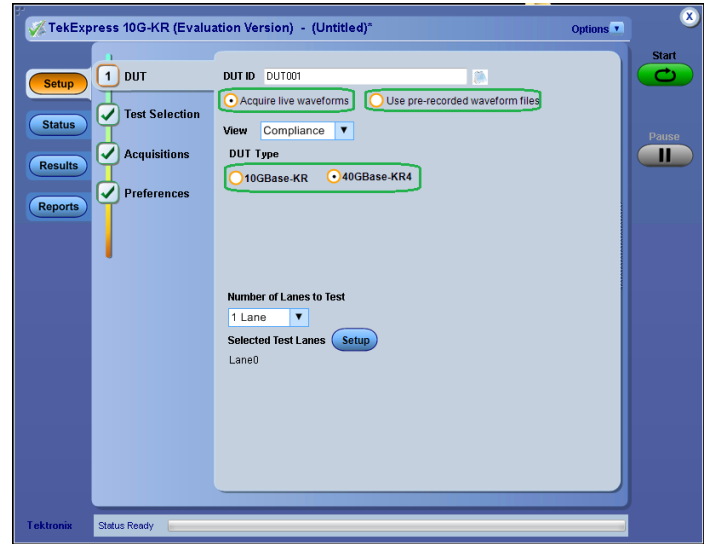 TekExpress 10G-KR (Evaluation Version) - (Untitled)*
Options
x
Start
Setup
Status
Results
Reports
1 DUT
Test Selection
Acquisitions
Preferences
DUT ID DUT001
Acquire live waveforms
Use pre-recorded waveform files
View Compliance
DUT Type
10GBase-KR
40GBase-KR4
Number of Lanes to Test
1 Lane
Selected Test Lanes Setup
Lane0
Pause
Tektronix
Status Ready